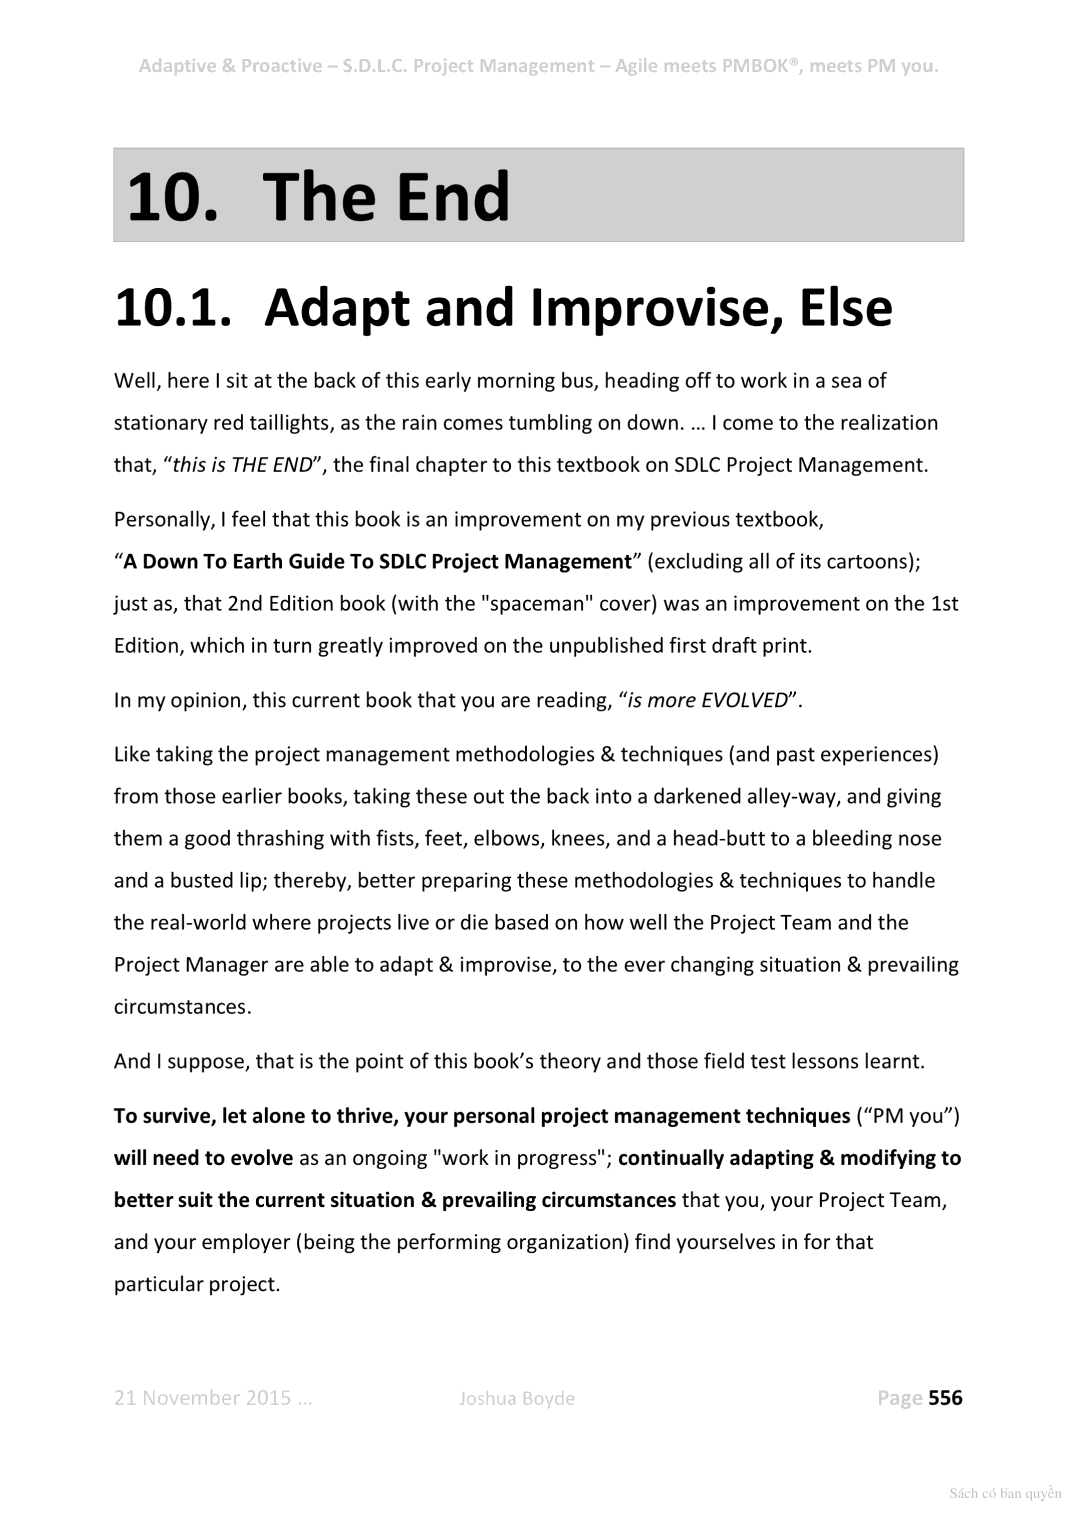 Adaptive & Proactive – S.D.L.C. Project Management – Agile meets PMBOK®, meets PM you.
10. The End
10.1. Adapt and Improvise, Else
Well, here I sit at the back of this early morning bus, heading off to work in a sea of
stationary red taillights, as the rain comes tumbling on down. … I come to the realization
that, “this is THE END”, the final chapter to this textbook on SDLC Project Management.
Personally, I feel that this book is an improvement on my previous textbook,
“A Down To Earth Guide To SDLC Project Management” (excluding all of its cartoons);
just as, that 2nd Edition book (with the "spaceman" cover) was an improvement on the 1st
Edition, which in turn greatly improved on the unpublished first draft print.
In my opinion, this current book that you are reading, “is more EVOLVED”.
Like taking the project management methodologies & techniques (and past experiences)
from those earlier books, taking these out the back into a darkened alley-way, and giving
them a good thrashing with fists, feet, elbows, knees, and a head-butt to a bleeding nose
and a busted lip; thereby, better preparing these methodologies & techniques to handle
the real-world where projects live or die based on how well the Project Team and the
Project Manager are able to adapt & improvise, to the ever changing situation & prevailing
circumstances.
And I suppose, that is the point of this book’s theory and those field test lessons learnt.
To survive, let alone to thrive, your personal project management techniques (“PM you”)
will need to evolve as an ongoing "work in progress"; continually adapting & modifying to
better suit the current situation & prevailing circumstances that you, your Project Team,
and your employer (being the performing organization) find yourselves in for that
particular project.
21 November 2015 … Joshua Boyde Page 556
Sách có bản quyền